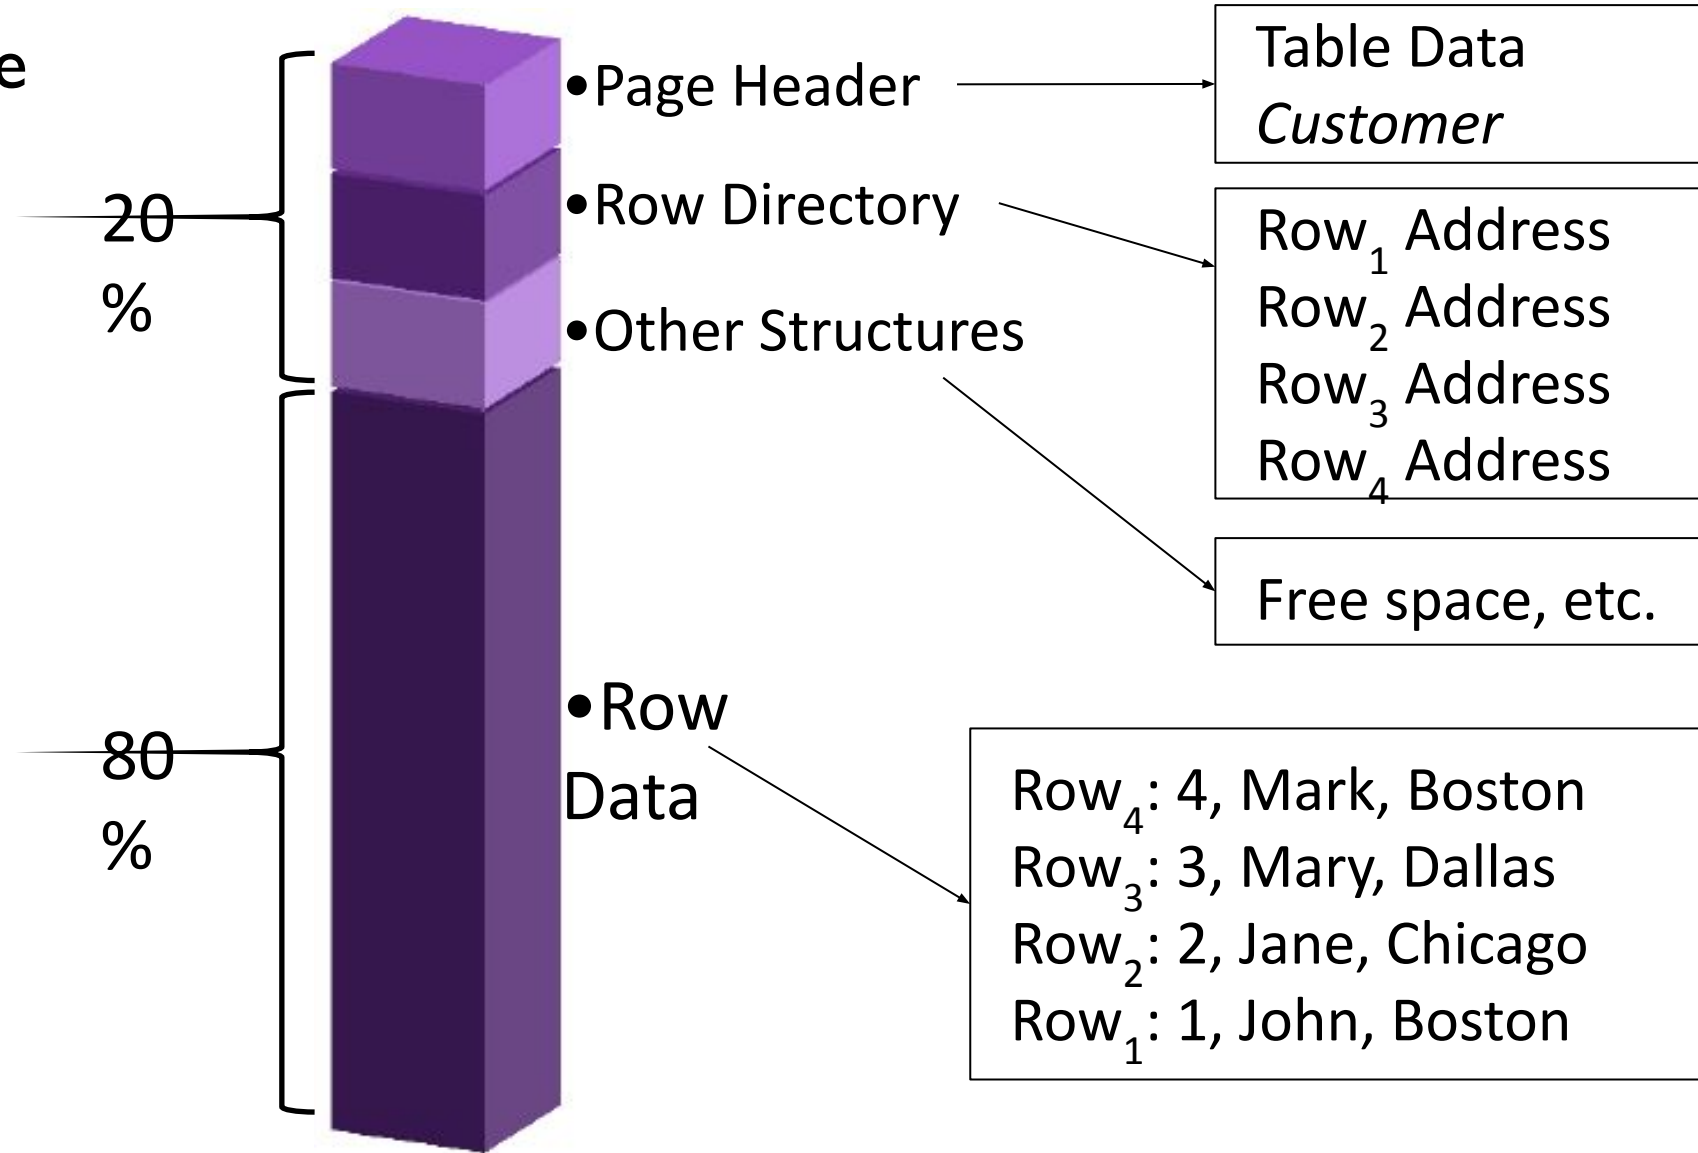 e
20
%
80
%
•Page Header
•Row Directory
•Other Structures
•Row
Data
Table Data
Customer
Row1 Address
Row2 Address
Row3 Address
Row4 Address
Free space, etc.
Row4: 4, Mark, Boston
Row3: 3, Mary, Dallas
Row2: 2, Jane, Chicago
Row1: 1, John, Boston